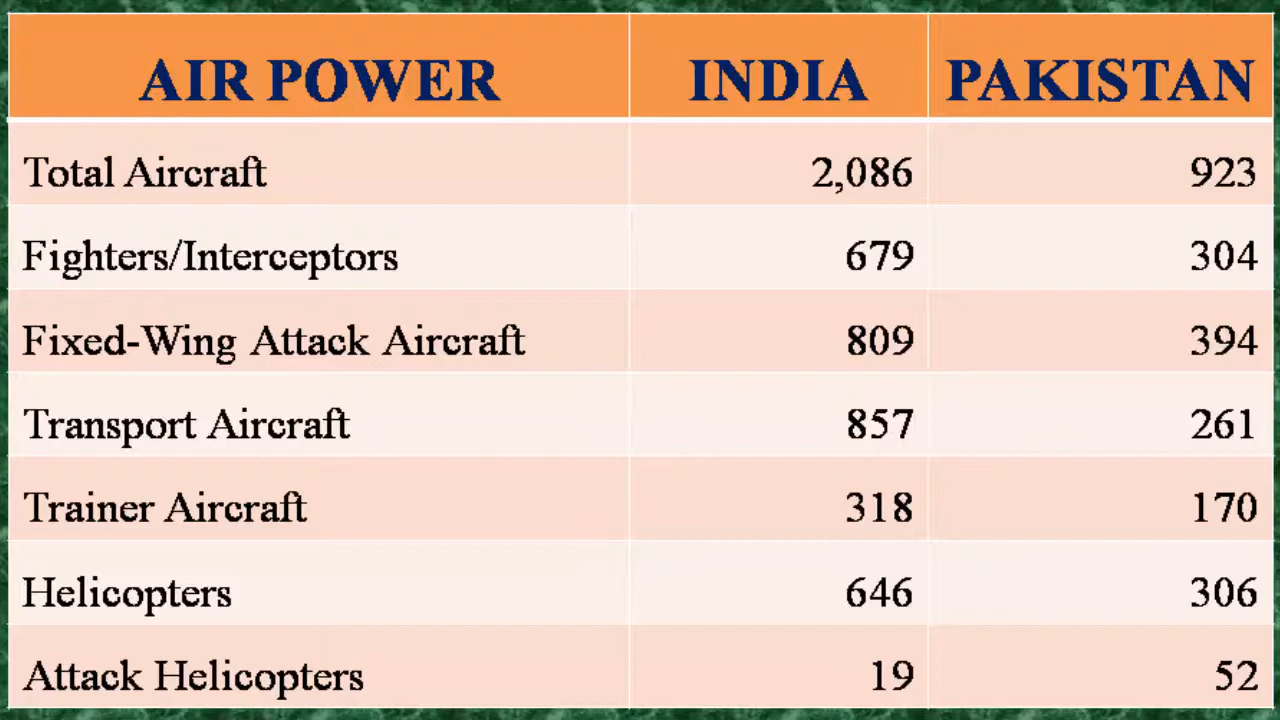 AIR POWER INDIA PAKISTAN
Total Aircraft 2,086 923
Fighters/Interceptors 679 304
Fixed-Wing Attack Aircraft 809 394
Transport Aircraft 857 261
Trainer Aircraft 318 170
Helicopters 646 306
Attack Helicopters 19 52